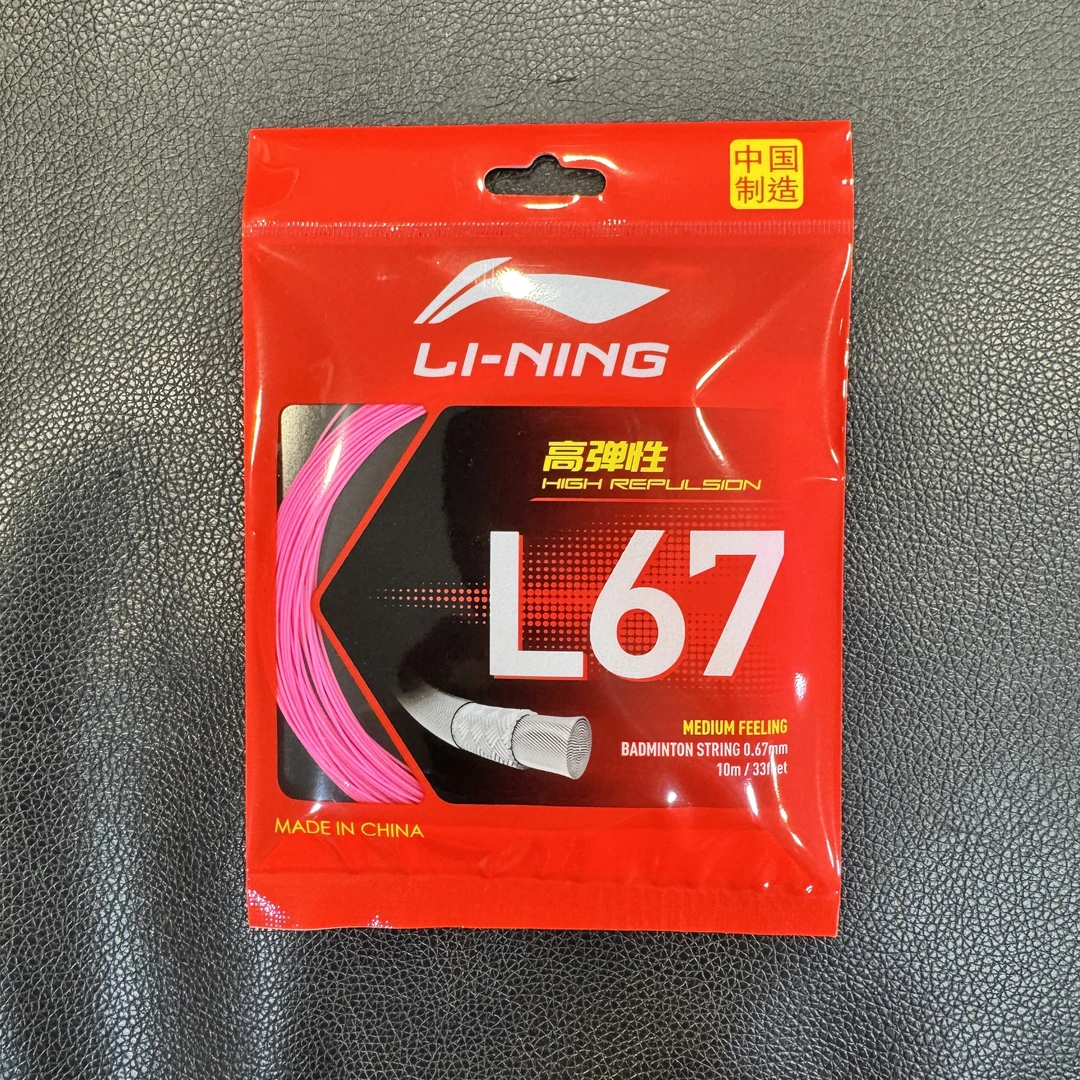 中国
制造
LI-NING
高弹性
HIGH REPULSION
L67
MEDIUM FEELING
BADMINTON STRING 0.67mm
10m / 33feet
MADE IN CHINA